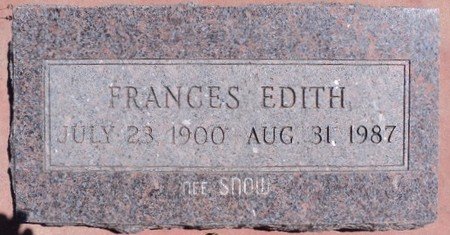 FRANCES EDITH
JULY 23 1900 AUG. 31 1987
nee SNOW